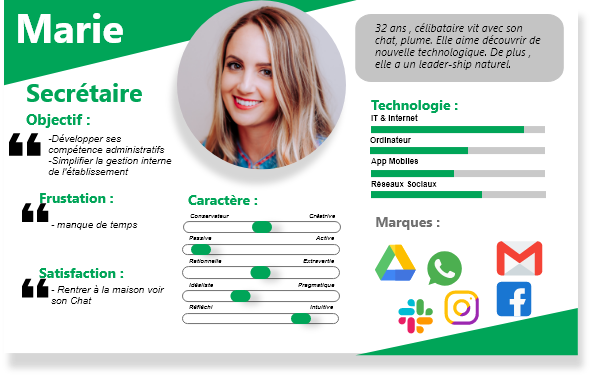 Marie
32 ans , célibataire vit avec son
chat, plume. Elle aime découvrir de
nouvelle technologique. De plus ,
elle a un leader-ship naturel.
Secrétaire
Objectif :
-Développer ses
compétence administratifs
-Simplifier la gestion interne
de l'établissement
Frustation :
- manque de temps
Satisfaction :
- Rentrer à la maison voir
son Chat
Caractère :
Conservateur Créatrive
Passive Active
Rationnelle Extravertie
Idéaliste Pragmatique
Réfléchi Intuitive
Technologie :
IT & Internet
Ordinateur
App Mobiles
Réseaux Sociaux
Marques :